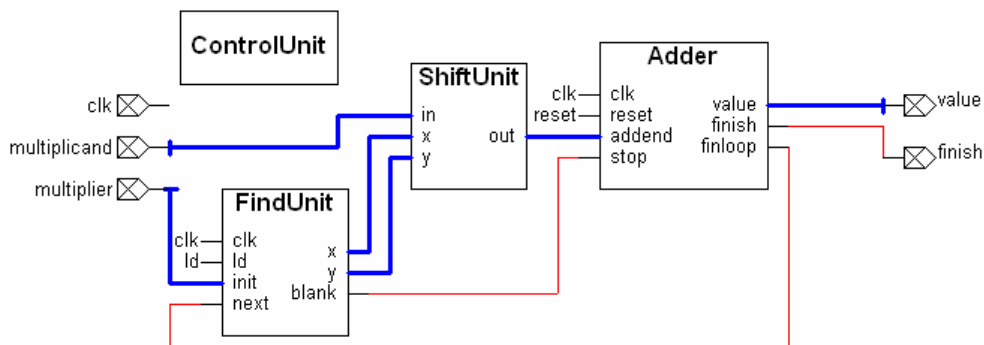 ControlUnit
clk
multiplicand
multiplier
FindUnit
clk
ld
clk
ld
init
next
x
y
blank
ShiftUnit
in
x
y
out
Adder
clk
reset
clk
reset
addend
stop
value
finish
finloop
value
finish